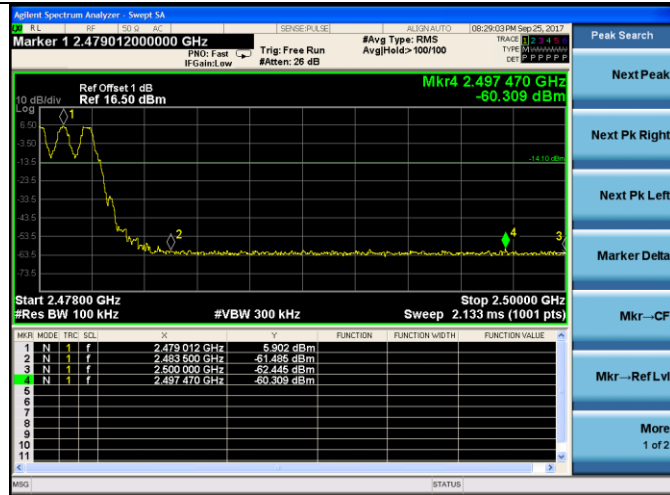 Agilent Spectrum Analyzer - Swept SA
RL RF 50 Ω AC SENSE:PULSE ALIGNAUTO 08:29:03 PM Sep 25, 2017
Marker 1 2.479012000000 GHz
PNO: Fast
IFGain:Low
Trig: Free Run
#Atten: 26 dB
#Avg Type: RMS
Avg|Hold:>100/100
TRACE 1 2 3 4 5 6
TYPE M
DET P P P P P P
Ref Offset 1 dB
10 dB/div Ref 16.50 dBm
Log
Mkr4 2.497 470 GHz
-60.309 dBm
6.50
-3.50
-13.5
-23.5
-33.5
-43.5
-53.5
-63.5
-73.5
1
2
4
3
-14.10 dBm
Start 2.47800 GHz Stop 2.50000 GHz
#Res BW 100 kHz #VBW 300 kHz Sweep 2.133 ms (1001 pts)
MKR MODE TRC SCL X Y FUNCTION FUNCTION WIDTH FUNCTION VALUE
1 N 1 f 2.479 012 GHz 5.902 dBm
2 N 1 f 2.483 500 GHz -61.485 dBm
3 N 1 f 2.500 000 GHz -62.445 dBm
4 N 1 f 2.497 470 GHz -60.309 dBm
5
6
7
8
9
10
11
MSG STATUS
Peak Search
Next Peak
Next Pk Right
Next Pk Left
Marker Delta
Mkr→CF
Mkr→Ref Lvl
More
1 of 2